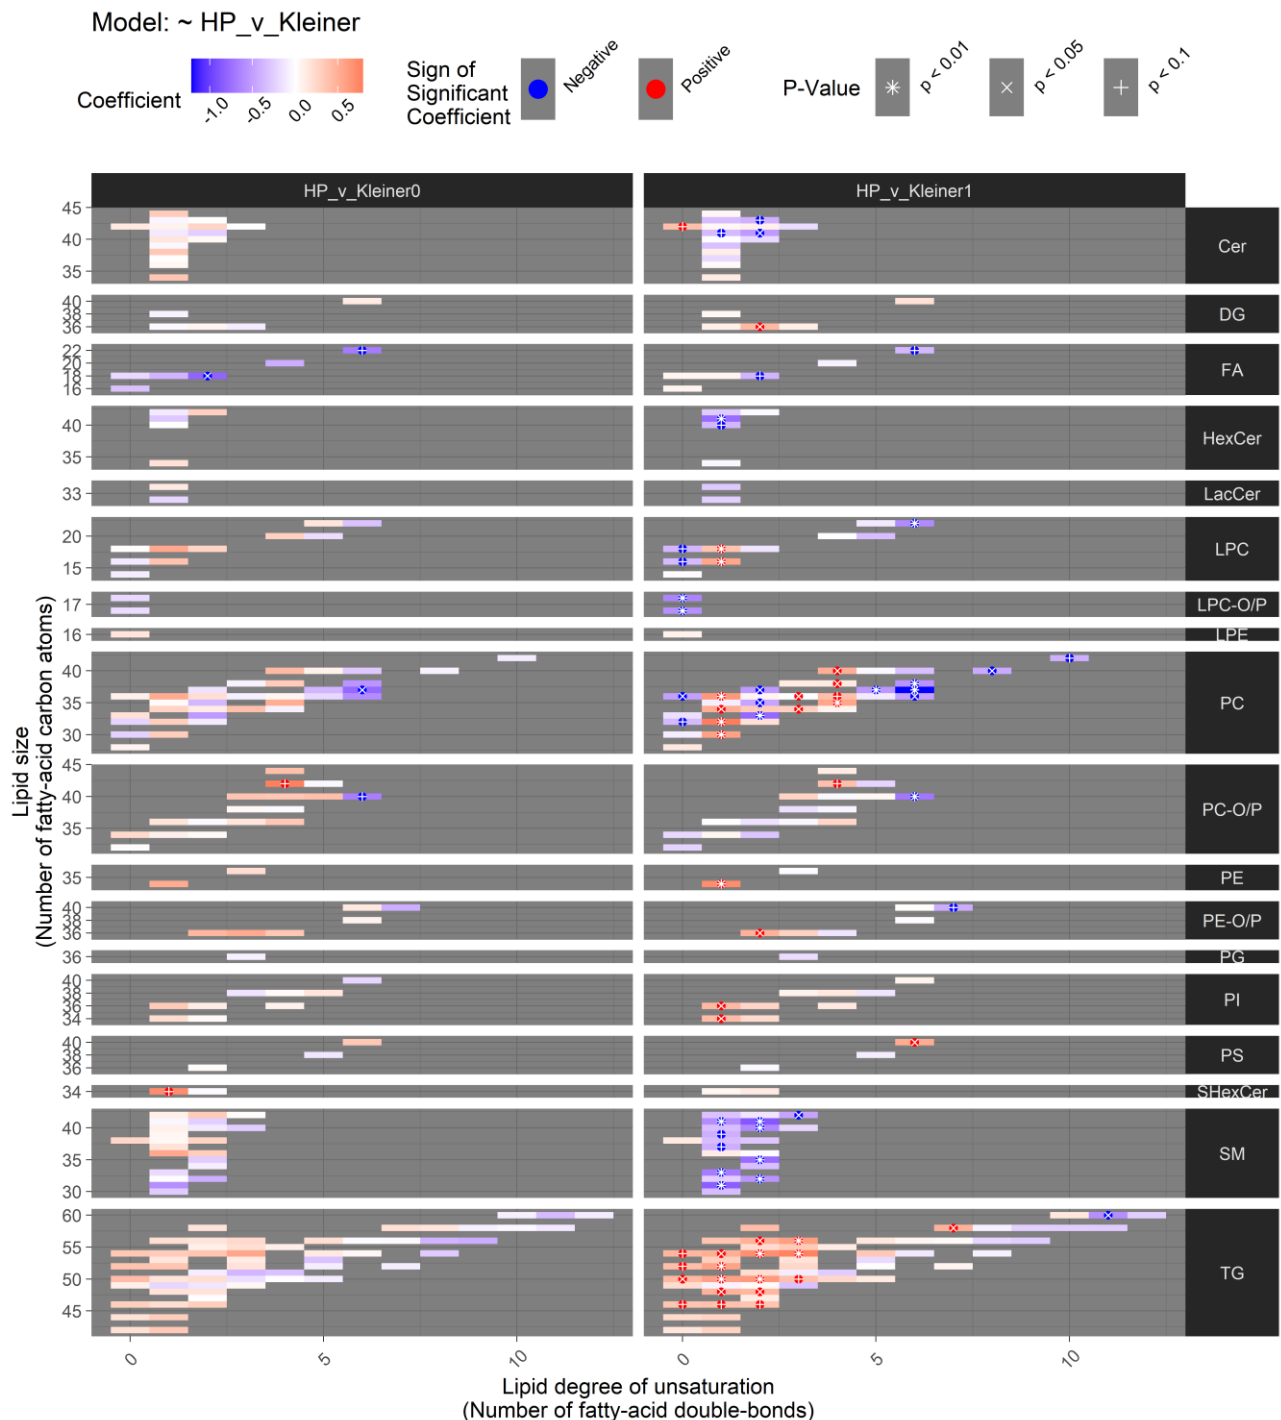 Model: ~ HP_v_Kleiner
Coefficient
-1.0
-0.5
0.0
0.5
Sign of
Significant
Coefficient
Negative
Positive
P-Value
p < 0.01
p < 0.05
p < 0.1
HP_v_Kleiner0
HP_v_Kleiner1
45
40
35
Cer
40
38
36
DG
22
20
18
16
FA
40
35
HexCer
33
LacCer
20
15
LPC
17
LPC-O/P
16
LPE
40
35
30
PC
45
40
35
PC-O/P
35
PE
40
38
36
PE-O/P
36
PG
40
38
36
34
PI
40
38
36
PS
34
SHexCer
40
35
30
SM
60
55
50
45
TG
Lipid size
(Number of fatty-acid carbon atoms)
0
5
10
0
5
10
Lipid degree of unsaturation
(Number of fatty-acid double-bonds)